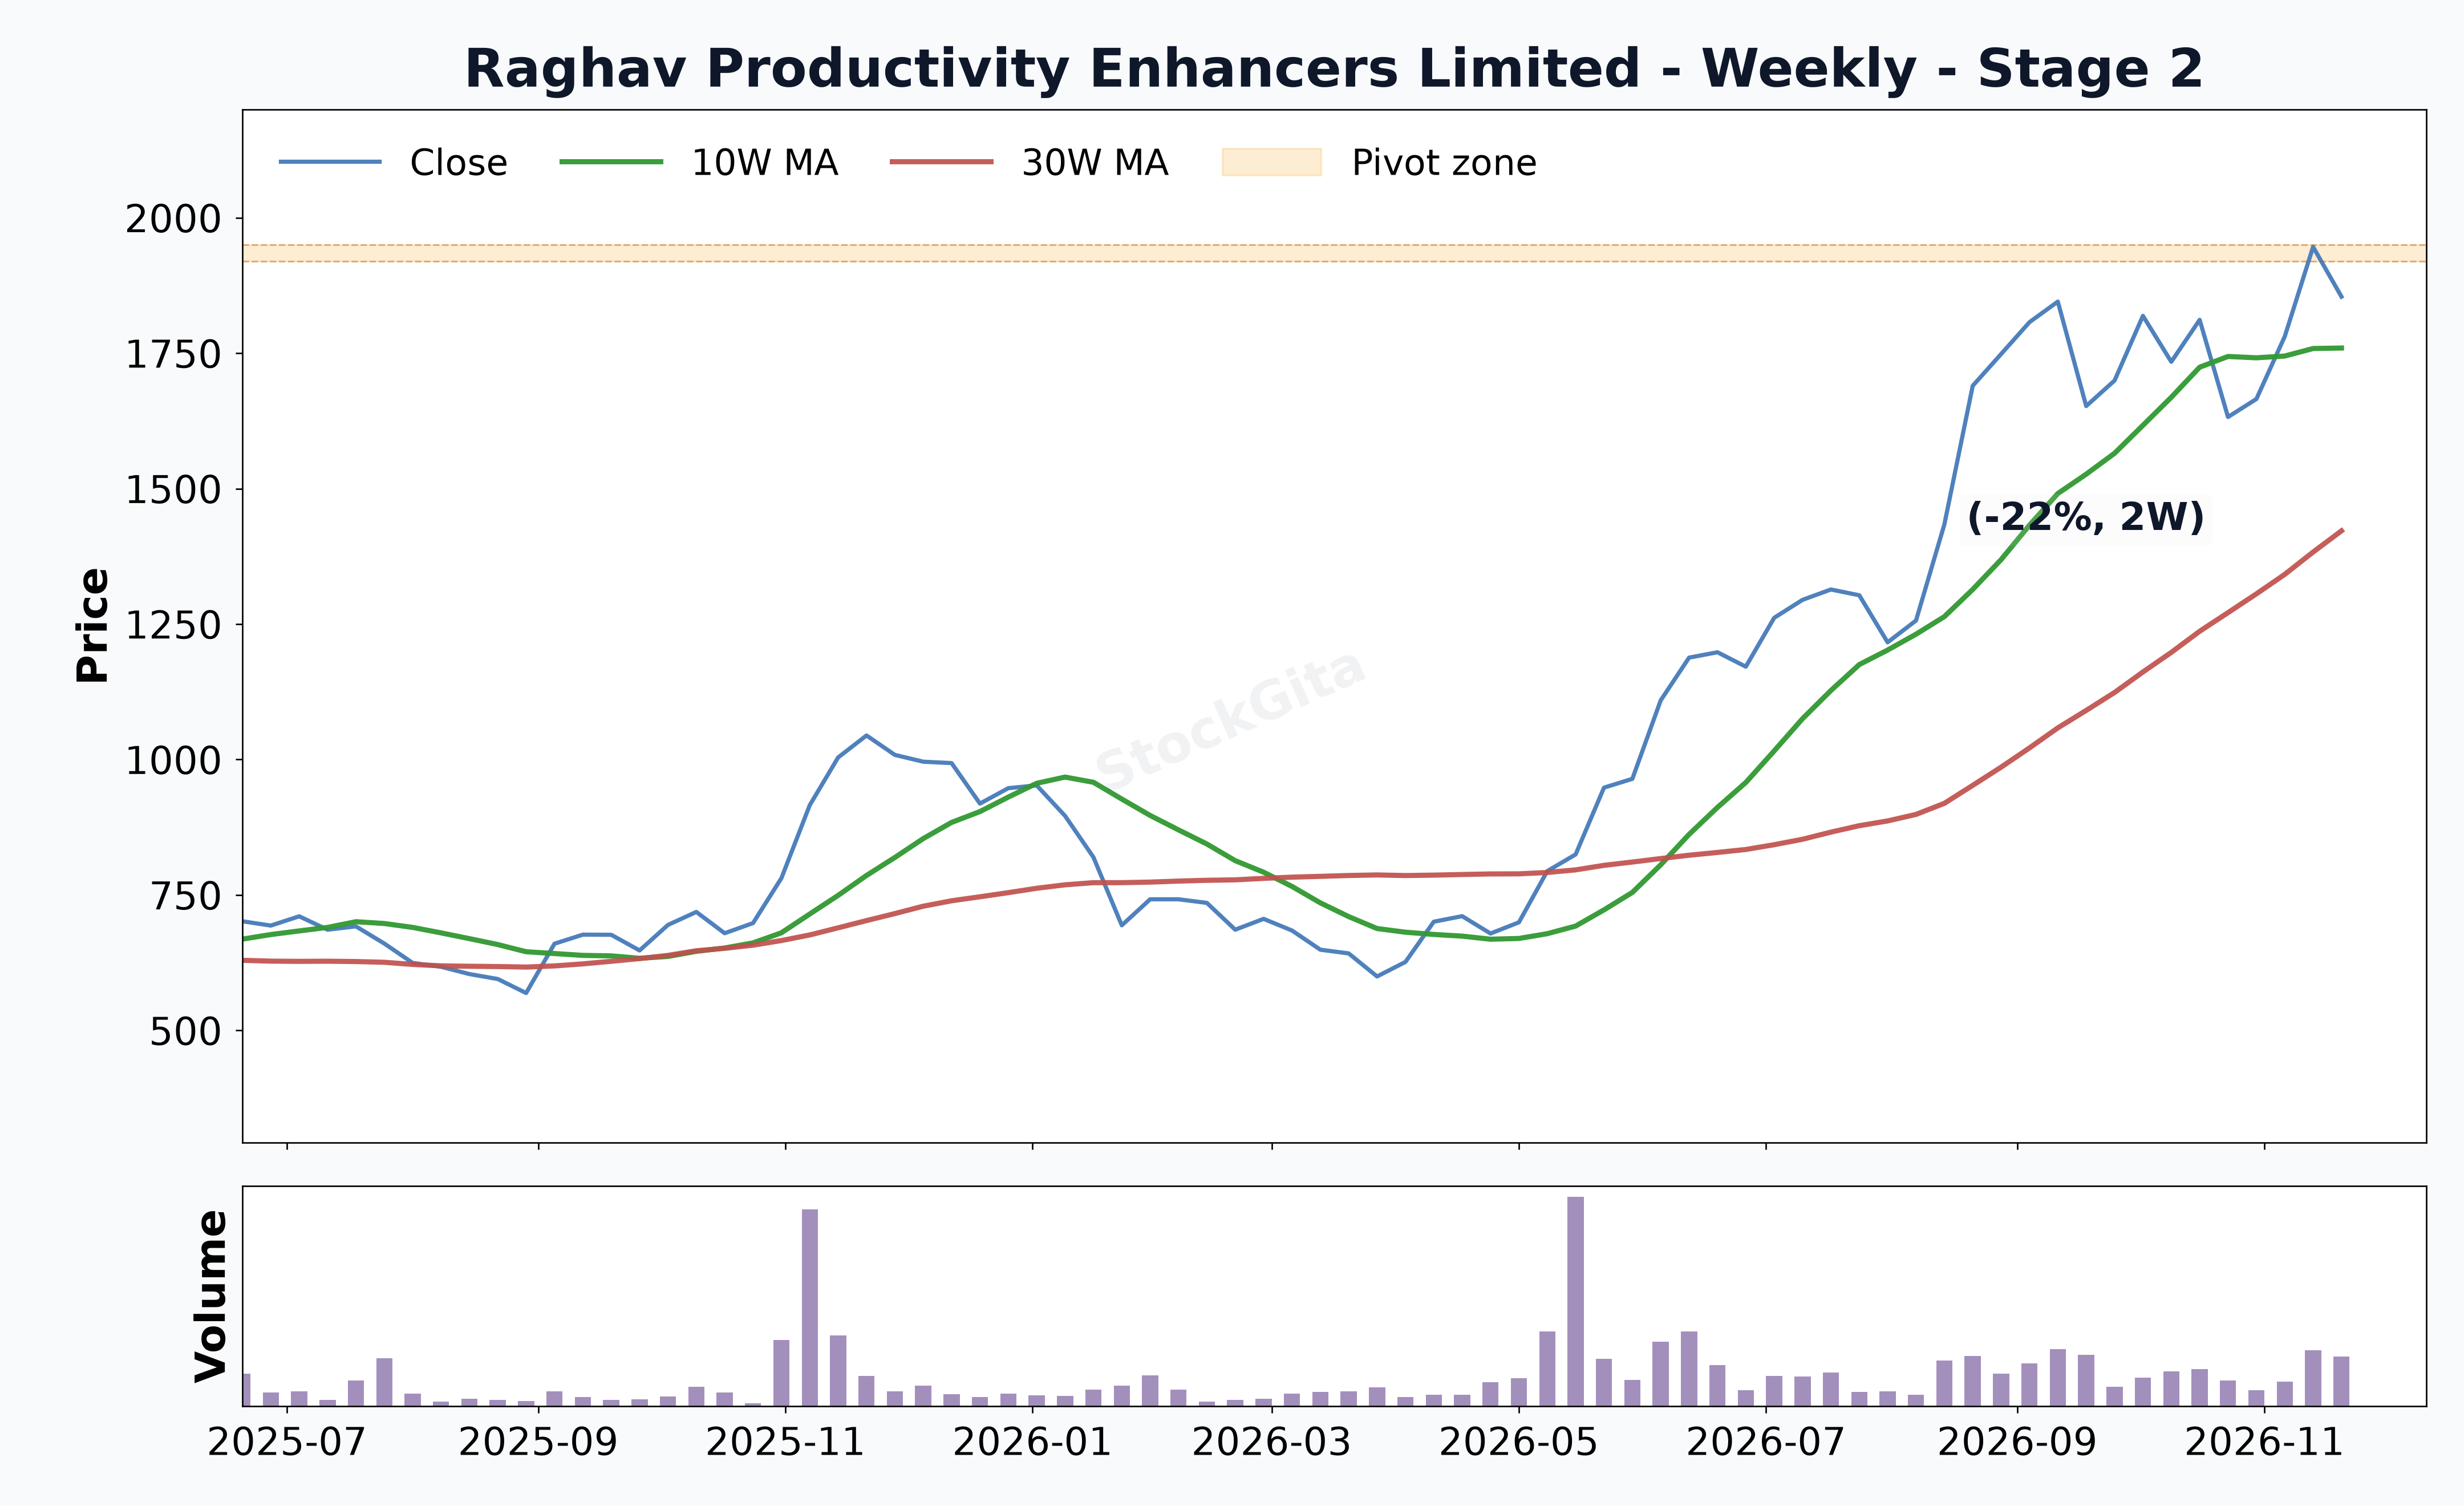 Raghav Productivity Enhancers Limited - Weekly - Stage 2
Close 10W MA 30W MA Pivot zone
2000
1750
1500
1250
1000
750
500
Price
(-22%, 2W)
StockGita
Volume
2025-07 2025-09 2025-11 2026-01 2026-03 2026-05 2026-07 2026-09 2026-11